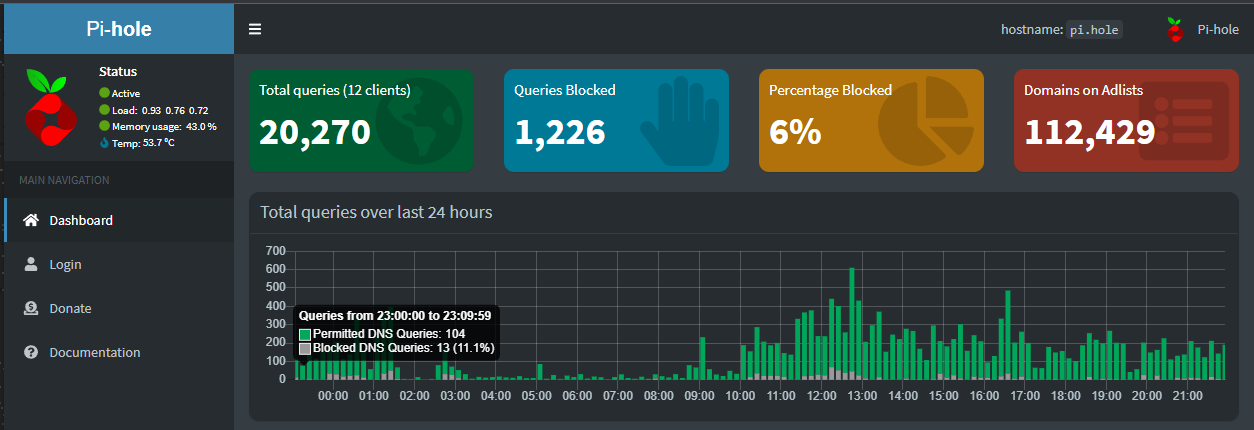 Pi-hole
hostname: pi.hole
Pi-hole
Status
Active
Load: 0.93 0.76 0.72
Memory usage: 43.0 %
Temp: 53.7 °C
MAIN NAVIGATION
Dashboard
Login
Donate
Documentation
Total queries (12 clients)
20,270
Queries Blocked
1,226
Percentage Blocked
6%
Domains on Adlists
112,429
Total queries over last 24 hours
700
600
500
400
300
200
100
0
Queries from 23:00:00 to 23:09:59
Permitted DNS Queries: 104
Blocked DNS Queries: 13 (11.1%)
00:00 01:00 02:00 03:00 04:00 05:00 06:00 07:00 08:00 09:00 10:00 11:00 12:00 13:00 14:00 15:00 16:00 17:00 18:00 19:00 20:00 21:00